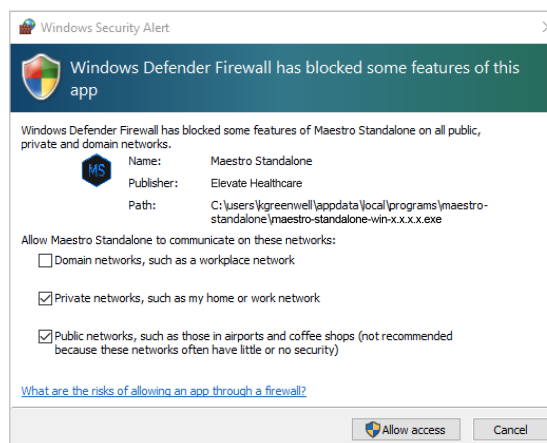 Windows Security Alert
Windows Defender Firewall has blocked some features of this
app
Windows Defender Firewall has blocked some features of Maestro Standalone on all public,
private and domain networks.
MS
Name: Maestro Standalone
Publisher: Elevate Healthcare
Path: C:\users\kgreenwell\appdata\local\programs\maestro-
standalone\maestro-standalone-win-x.x.x.x.exe
Allow Maestro Standalone to communicate on these networks:
Domain networks, such as a workplace network
Private networks, such as my home or work network
Public networks, such as those in airports and coffee shops (not recommended
because these networks often have little or no security)
What are the risks of allowing an app through a firewall?
Allow access Cancel